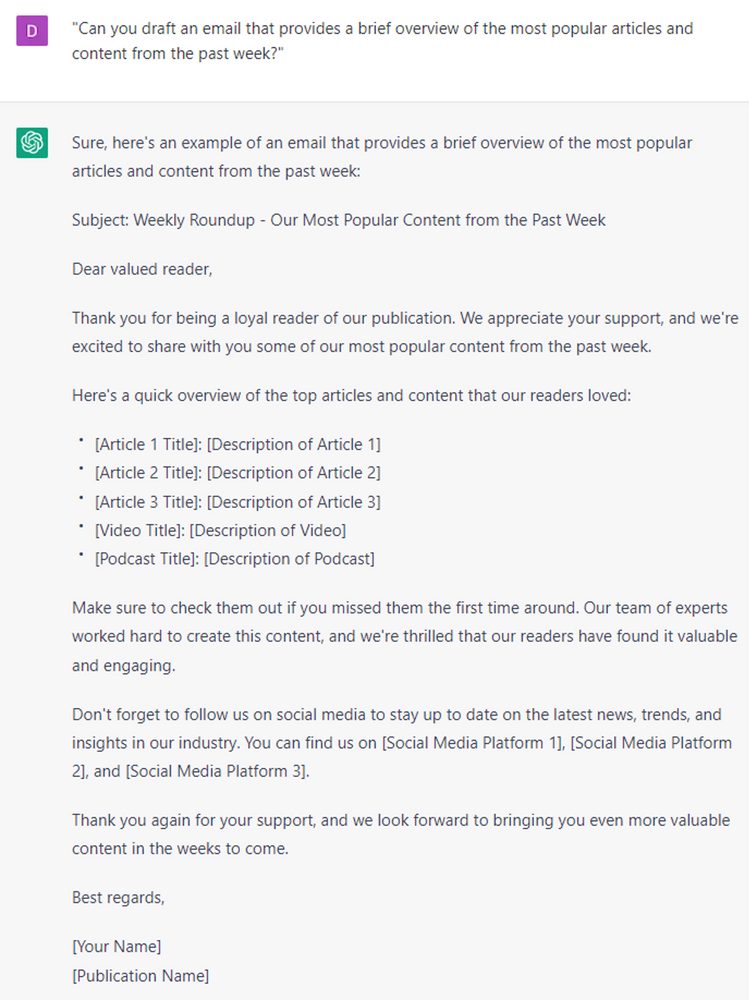 D
"Can you draft an email that provides a brief overview of the most popular articles and
content from the past week?"
Sure, here's an example of an email that provides a brief overview of the most popular
articles and content from the past week:
Subject: Weekly Roundup - Our Most Popular Content from the Past Week
Dear valued reader,
Thank you for being a loyal reader of our publication. We appreciate your support, and we're
excited to share with you some of our most popular content from the past week.
Here's a quick overview of the top articles and content that our readers loved:
• [Article 1 Title]: [Description of Article 1]
• [Article 2 Title]: [Description of Article 2]
• [Article 3 Title]: [Description of Article 3]
• [Video Title]: [Description of Video]
• [Podcast Title]: [Description of Podcast]
Make sure to check them out if you missed them the first time around. Our team of experts
worked hard to create this content, and we're thrilled that our readers have found it valuable
and engaging.
Don't forget to follow us on social media to stay up to date on the latest news, trends, and
insights in our industry. You can find us on [Social Media Platform 1], [Social Media Platform
2], and [Social Media Platform 3].
Thank you again for your support, and we look forward to bringing you even more valuable
content in the weeks to come.
Best regards,
[Your Name]
[Publication Name]